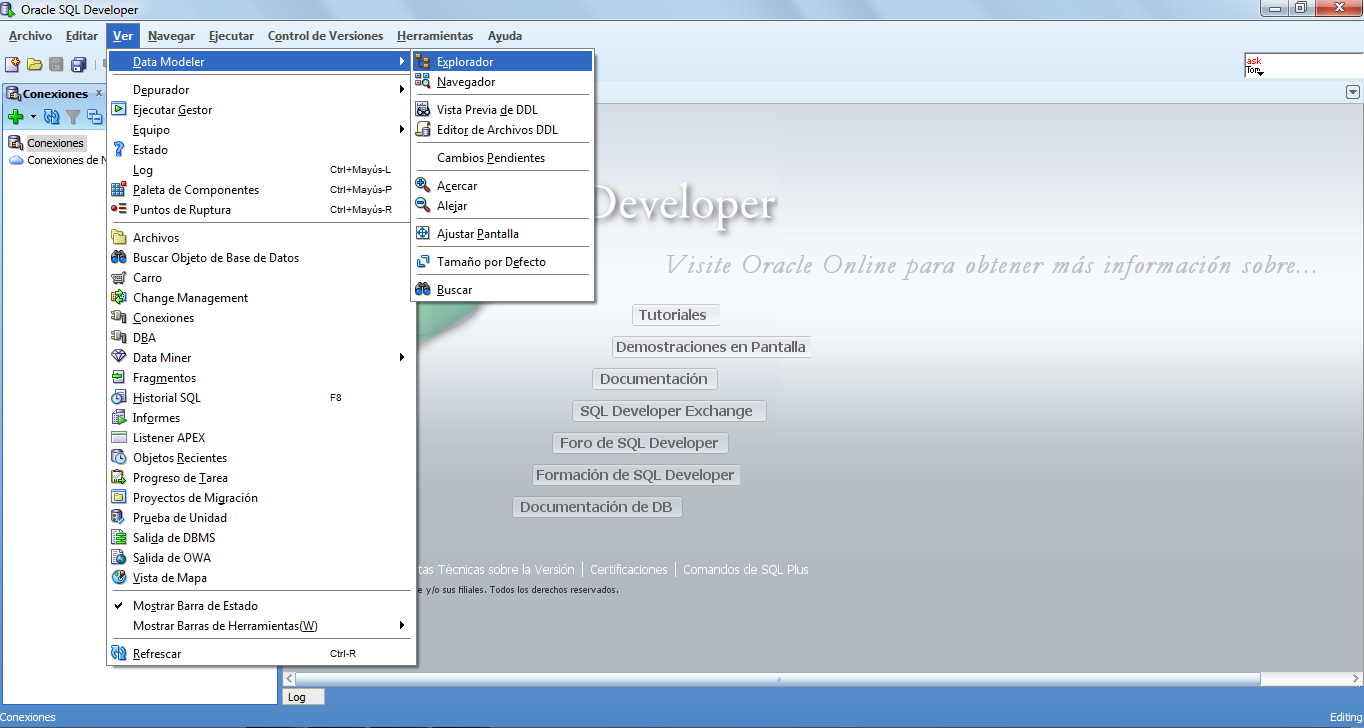 Oracle SQL Developer
Archivo Editar Ver Navegar Ejecutar Control de Versiones Herramientas Ayuda
ask
Tom
Conexiones x
Conexiones
Conexiones de
Data Modeler
Depurador
Ejecutar Gestor
Equipo
Estado
Log Ctrl+Mayús-L
Paleta de Componentes Ctrl+Mayús-P
Puntos de Ruptura Ctrl+Mayús-R
Archivos
Buscar Objeto de Base de Datos
Carro
Change Management
Conexiones
DBA
Data Miner
Fragmentos
Historial SQL F8
Informes
Listener APEX
Objetos Recientes
Progreso de Tarea
Proyectos de Migración
Prueba de Unidad
Salida de DBMS
Salida de OWA
Vista de Mapa
Mostrar Barra de Estado
Mostrar Barras de Herramientas(W)
Refrescar Ctrl-R
Explorador
Navegador
Vista Previa de DDL
Editor de Archivos DDL
Cambios Pendientes
Acercar
Alejar
Ajustar Pantalla
Tamaño por Defecto
Buscar
Developer
Visite Oracle Online para obtener más información sobre...
Tutoriales
Demostraciones en Pantalla
Documentación
SQL Developer Exchange
Foro de SQL Developer
Formación de SQL Developer
Documentación de DB
tas Técnicas sobre la Versión | Certificaciones | Comandos de SQL Plus
e y/o sus filiales. Todos los derechos reservados.
Log
Conexiones Editing